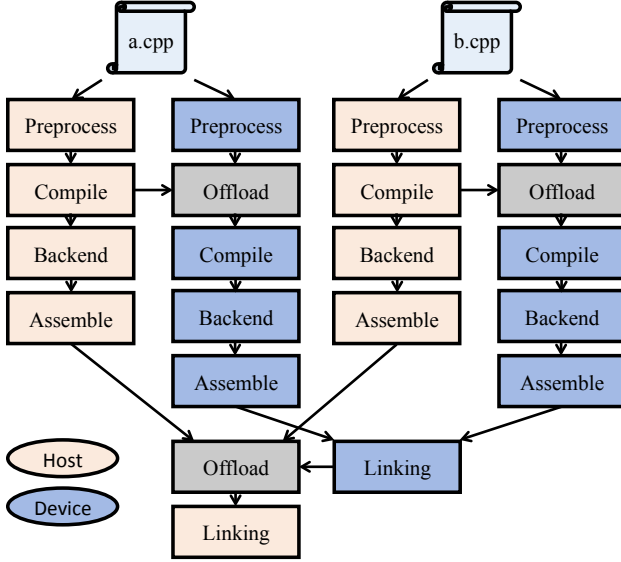 a.cpp
b.cpp
Preprocess
Preprocess
Preprocess
Preprocess
Compile
Offload
Compile
Offload
Backend
Compile
Backend
Compile
Assemble
Backend
Assemble
Backend
Assemble
Assemble
Host
Offload
Linking
Device
Linking